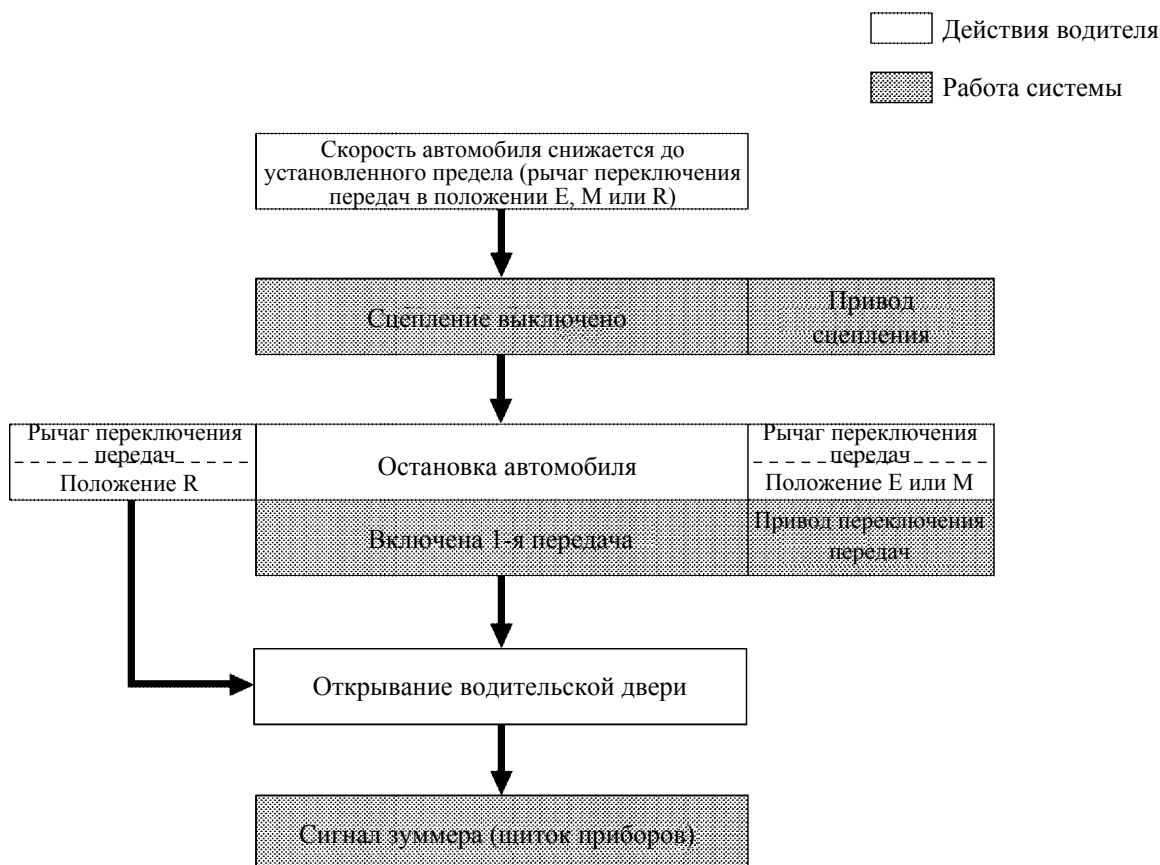 Действия водителя
Работа системы
Скорость автомобиля снижается до
установленного предела (рычаг переключения
передач в положении E, M или R)
Сцепление выключено
Привод
сцепления
Рычаг переключения
передач
Положение R
Остановка автомобиля
Рычаг переключения
передач
Положение E или M
Включена 1-я передача
Привод переключения
передач
Открывание водительской двери
Сигнал зуммера (щиток приборов)